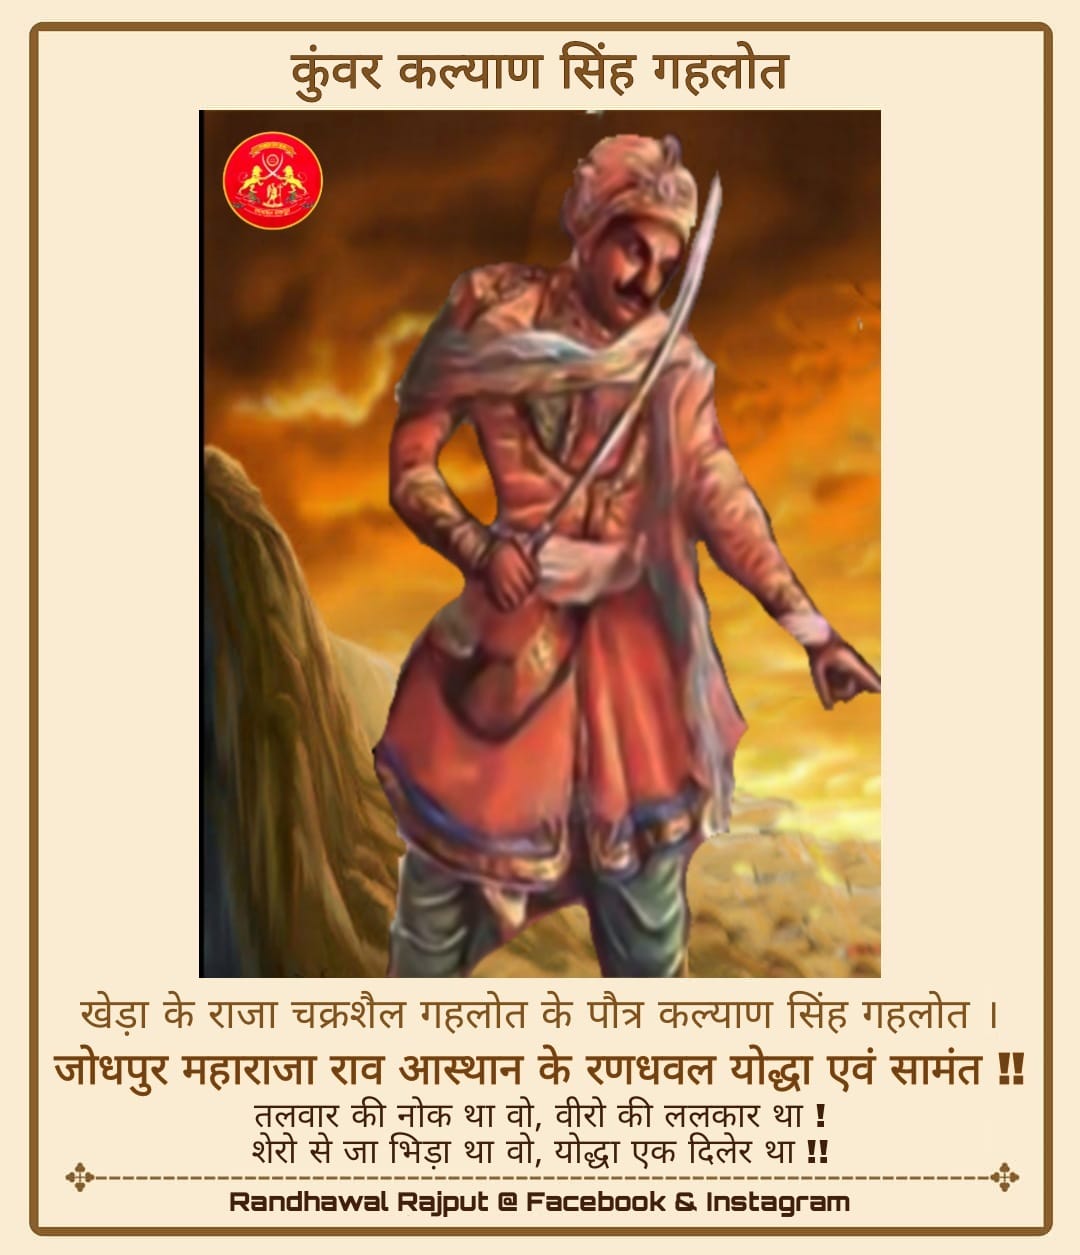 कुंवर कल्याण सिंह गहलोत
खेड़ा के राजा चक्रशैल गहलोत के पौत्र कल्याण सिंह गहलोत ।
जोधपुर महाराजा राव आस्थान के रणधवल योद्धा एवं सामंत !!
तलवार की नोक था वो, वीरो की ललकार था !
शेरो से जा भिड़ा था वो, योद्धा एक दिलेर था !!
Randhawal Rajput @ Facebook & Instagram